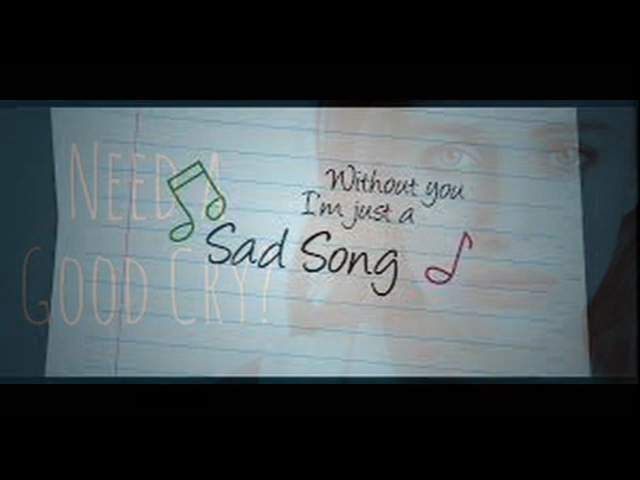 NEED A
GOOD CRY?
Without you
I'm just a
Sad Song